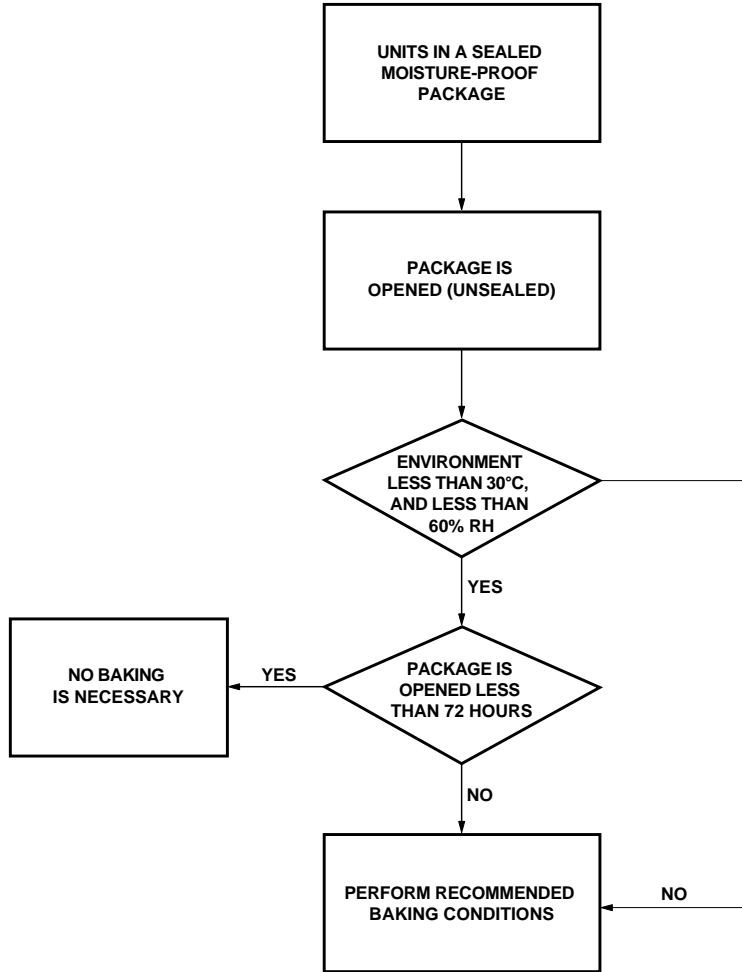 UNITS IN A SEALED
MOISTURE-PROOF
PACKAGE
PACKAGE IS
OPENED (UNSEALED)
ENVIRONMENT
LESS THAN 30°C,
AND LESS THAN
60% RH
YES
NO BAKING
IS NECESSARY
YES
PACKAGE IS
OPENED LESS
THAN 72 HOURS
NO
PERFORM RECOMMENDED
BAKING CONDITIONS
NO